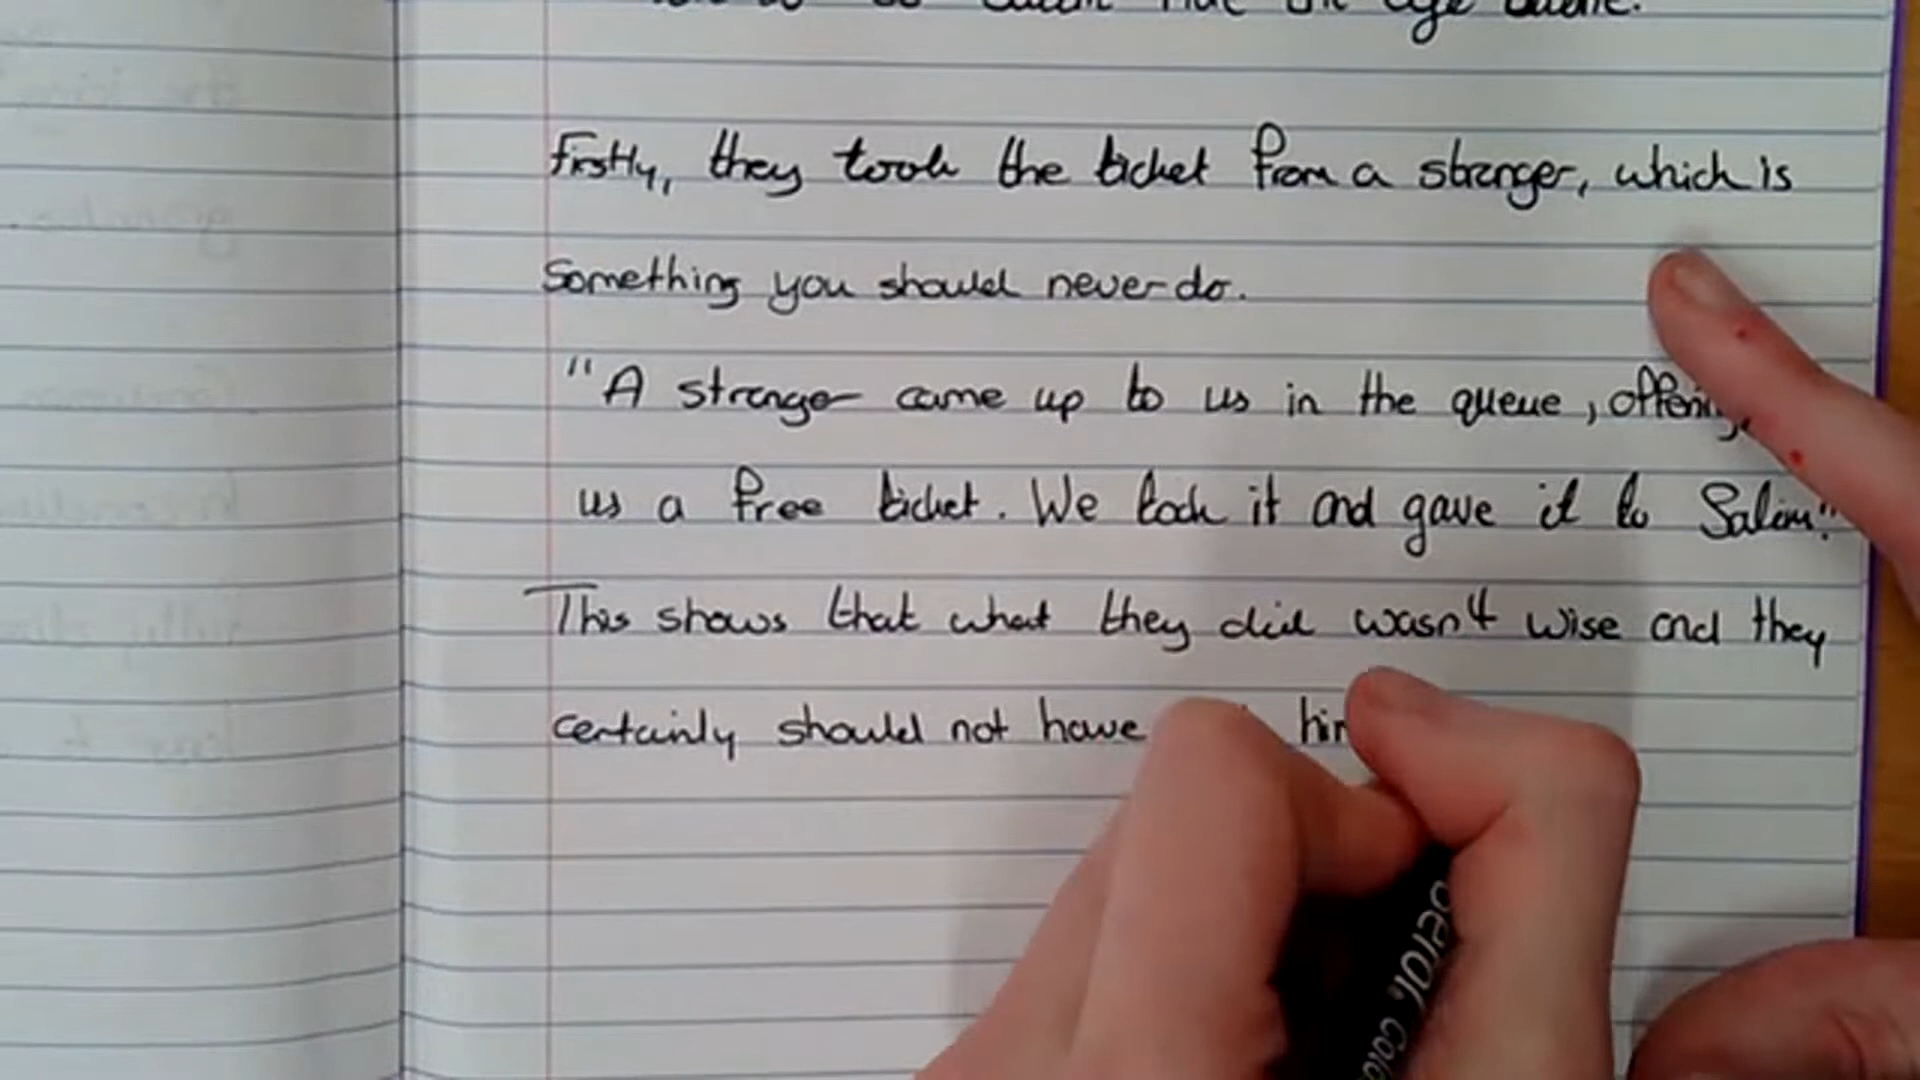 Firstly, they took the ticket from a stranger, which is
something you should never do.
"A stranger came up to us in the queue, offering
us a free ticket. We took it and gave it to Salim".
This shows that what they did wasn't wise and they
certainly should not have
Berol. Colo